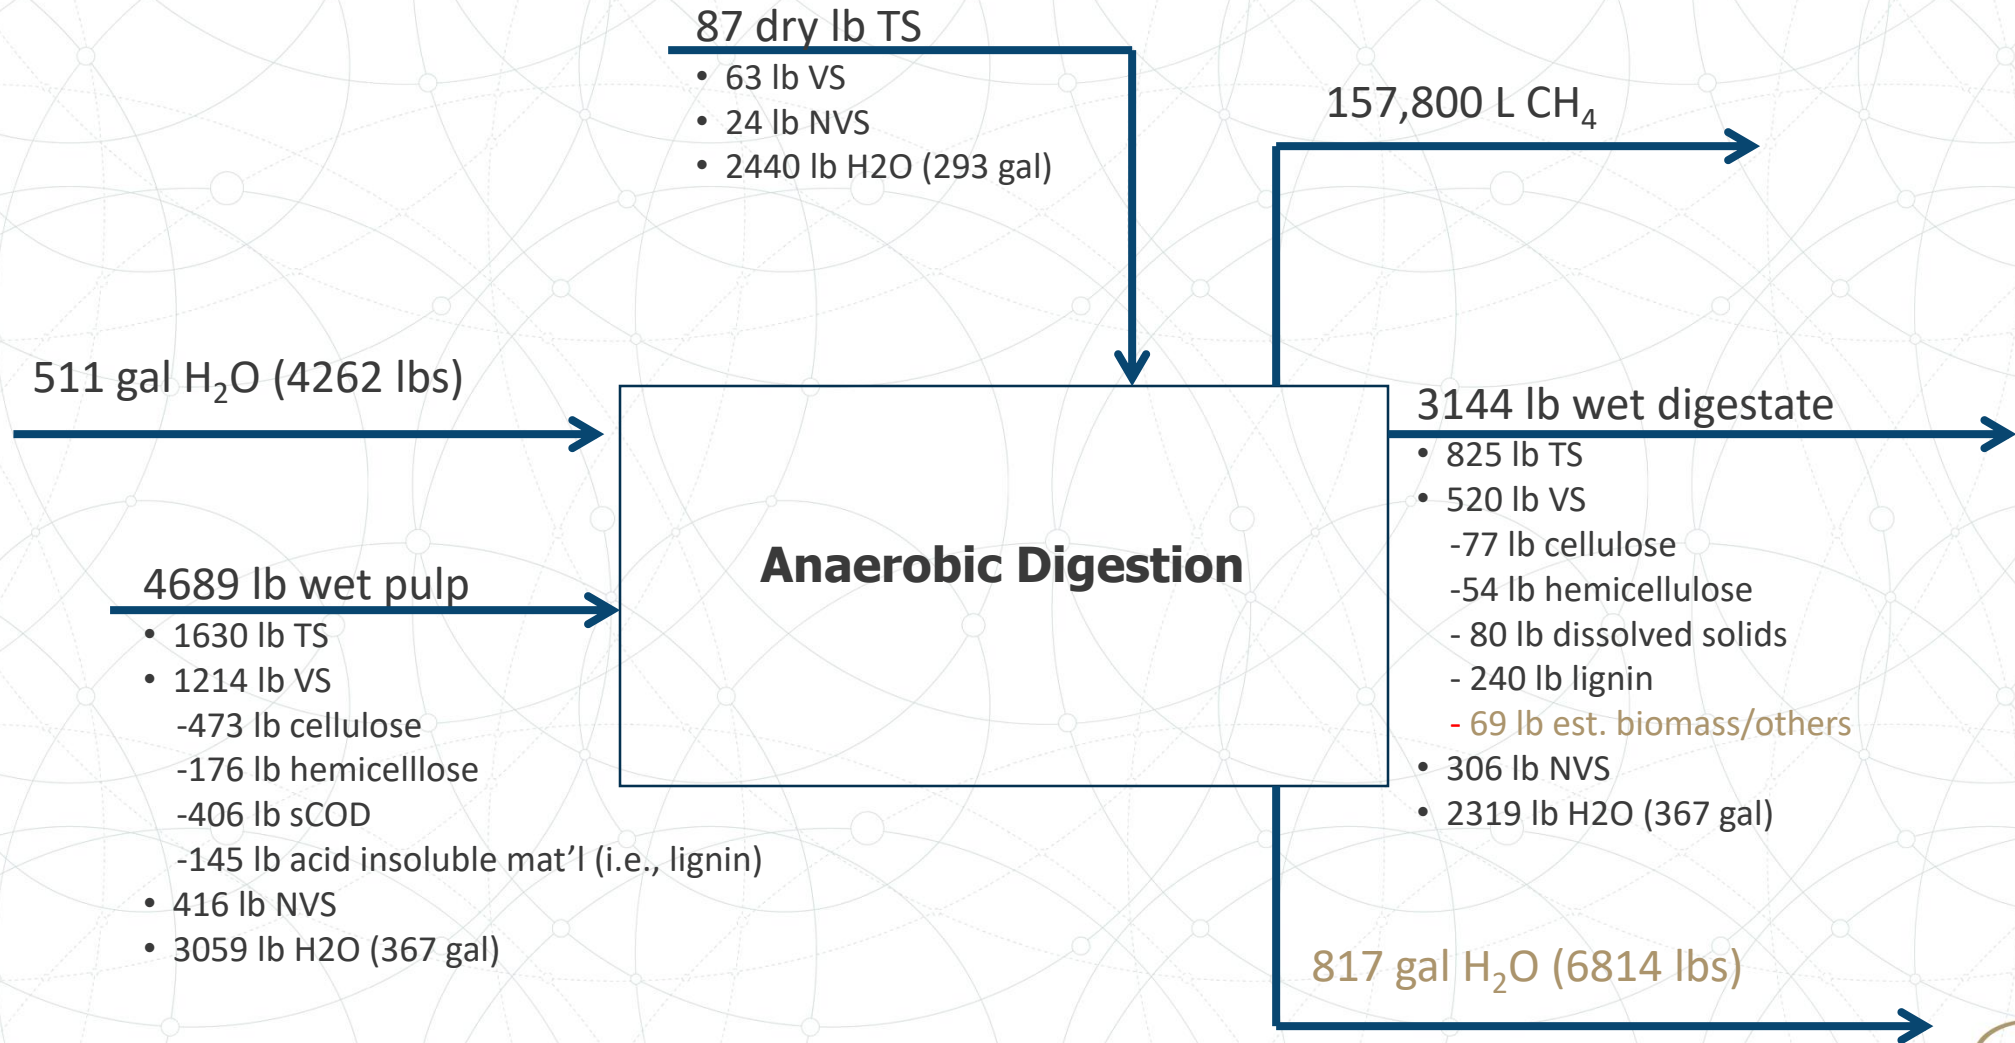 87 dry lb TS
• 63 lb VS
• 24 lb NVS
• 2440 lb H2O (293 gal)
157,800 L CH₄
511 gal H₂O (4262 lbs)
4689 lb wet pulp
• 1630 lb TS
• 1214 lb VS
-473 lb cellulose
-176 lb hemicelllose
-406 lb sCOD
-145 lb acid insoluble mat’l (i.e., lignin)
• 416 lb NVS
• 3059 lb H2O (367 gal)
Anaerobic Digestion
3144 lb wet digestate
• 825 lb TS
• 520 lb VS
-77 lb cellulose
-54 lb hemicellulose
- 80 lb dissolved solids
- 240 lb lignin
- 69 lb est. biomass/others
• 306 lb NVS
• 2319 lb H2O (367 gal)
817 gal H₂O (6814 lbs)